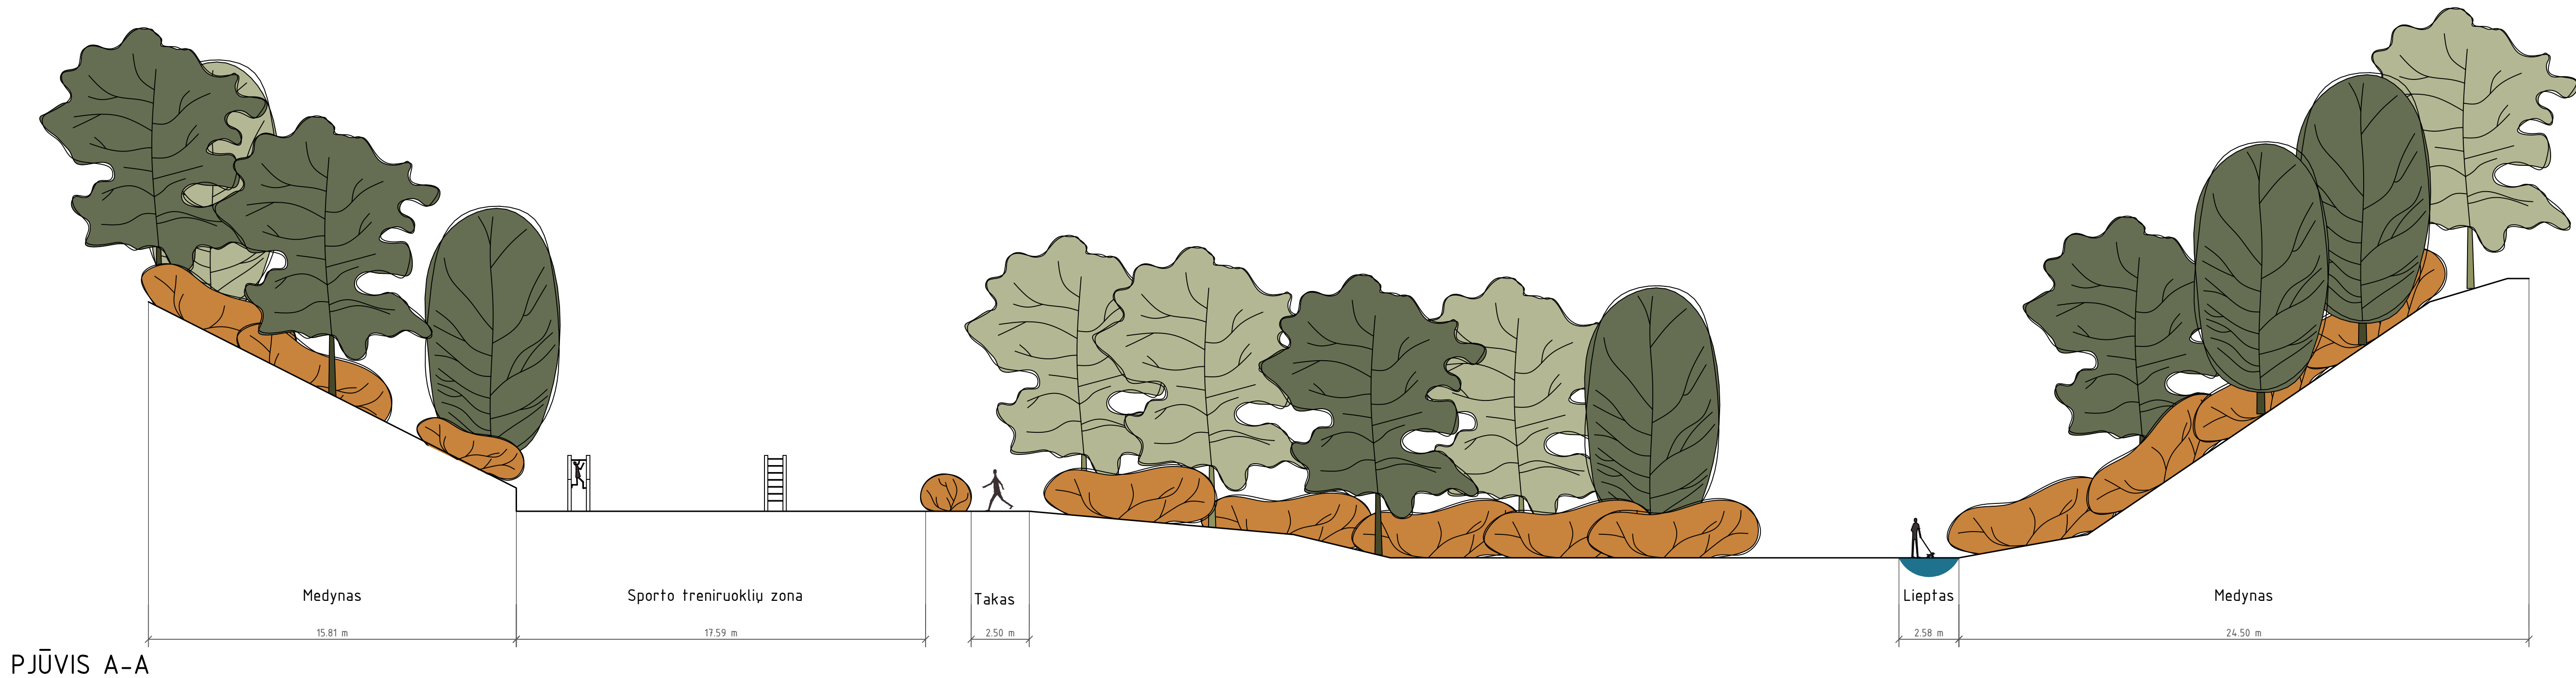 Medynas
Sporto treniruoklių zona
Takas
Lieptas
Medynas
15.81 m
17.59 m
2.50 m
2.58 m
24.50 m
PJŪVIS A-A